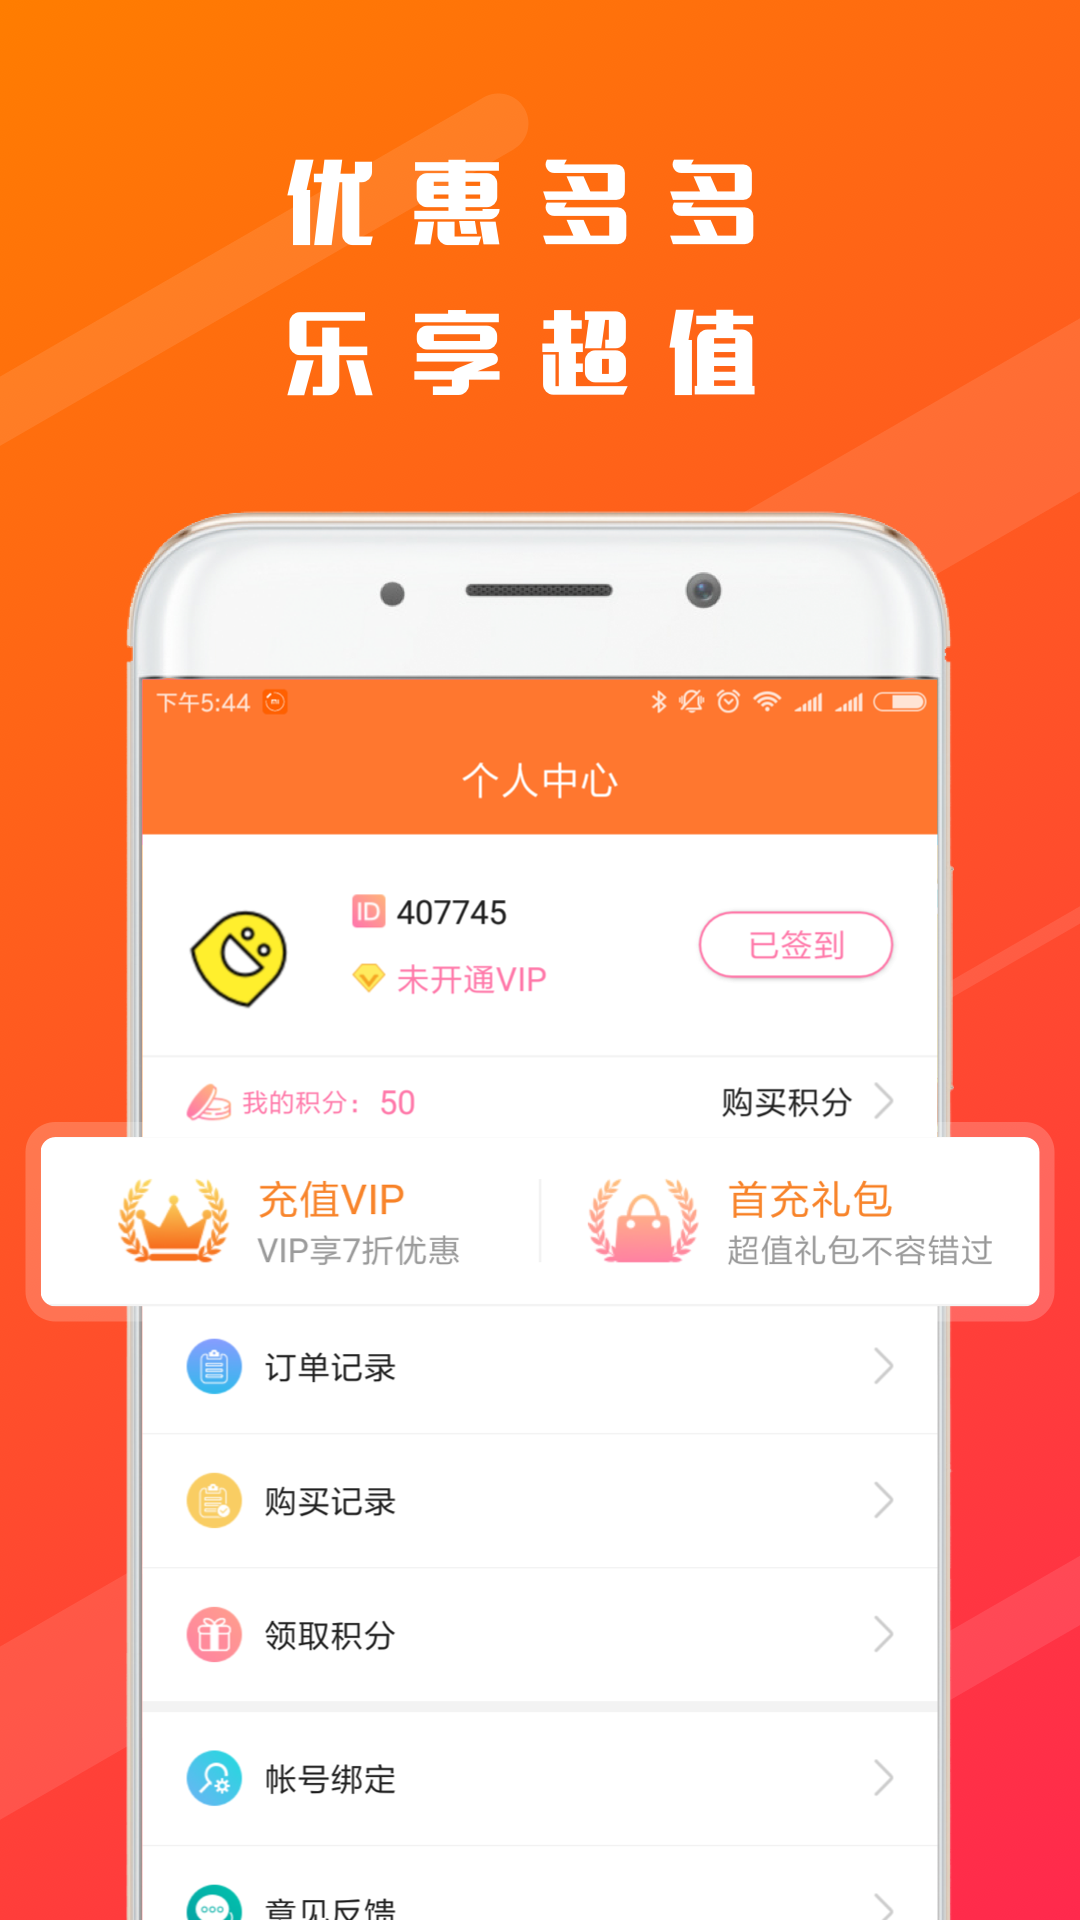 优惠多多
乐享超值
下午5:44
个人中心
ID 407745
已签到
未开通VIP
我的积分： 50
购买积分
充值VIP
VIP享7折优惠
首充礼包
超值礼包不容错过
订单记录
购买记录
领取积分
帐号绑定
意见反馈